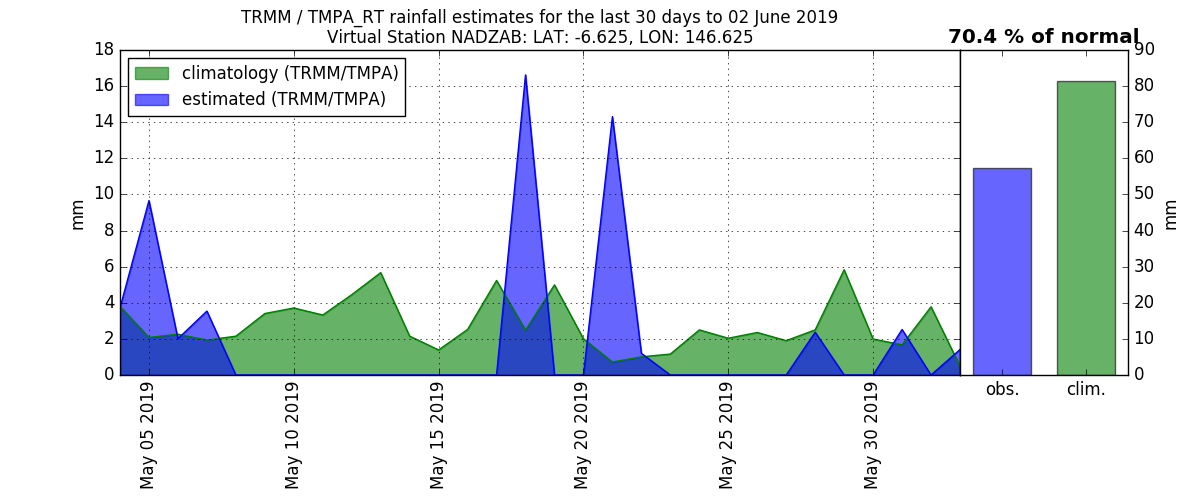 TRMM / TMPA_RT rainfall estimates for the last 30 days to 02 June 2019
Virtual Station NADZAB: LAT: -6.625, LON: 146.625
70.4 % of normal
climatology (TRMM/TMPA)
estimated (TRMM/TMPA)
18
16
14
12
10
8
6
4
2
0
mm
May 05 2019
May 10 2019
May 15 2019
May 20 2019
May 25 2019
May 30 2019
obs.
clim.
90
80
70
60
50
40
30
20
10
0
mm